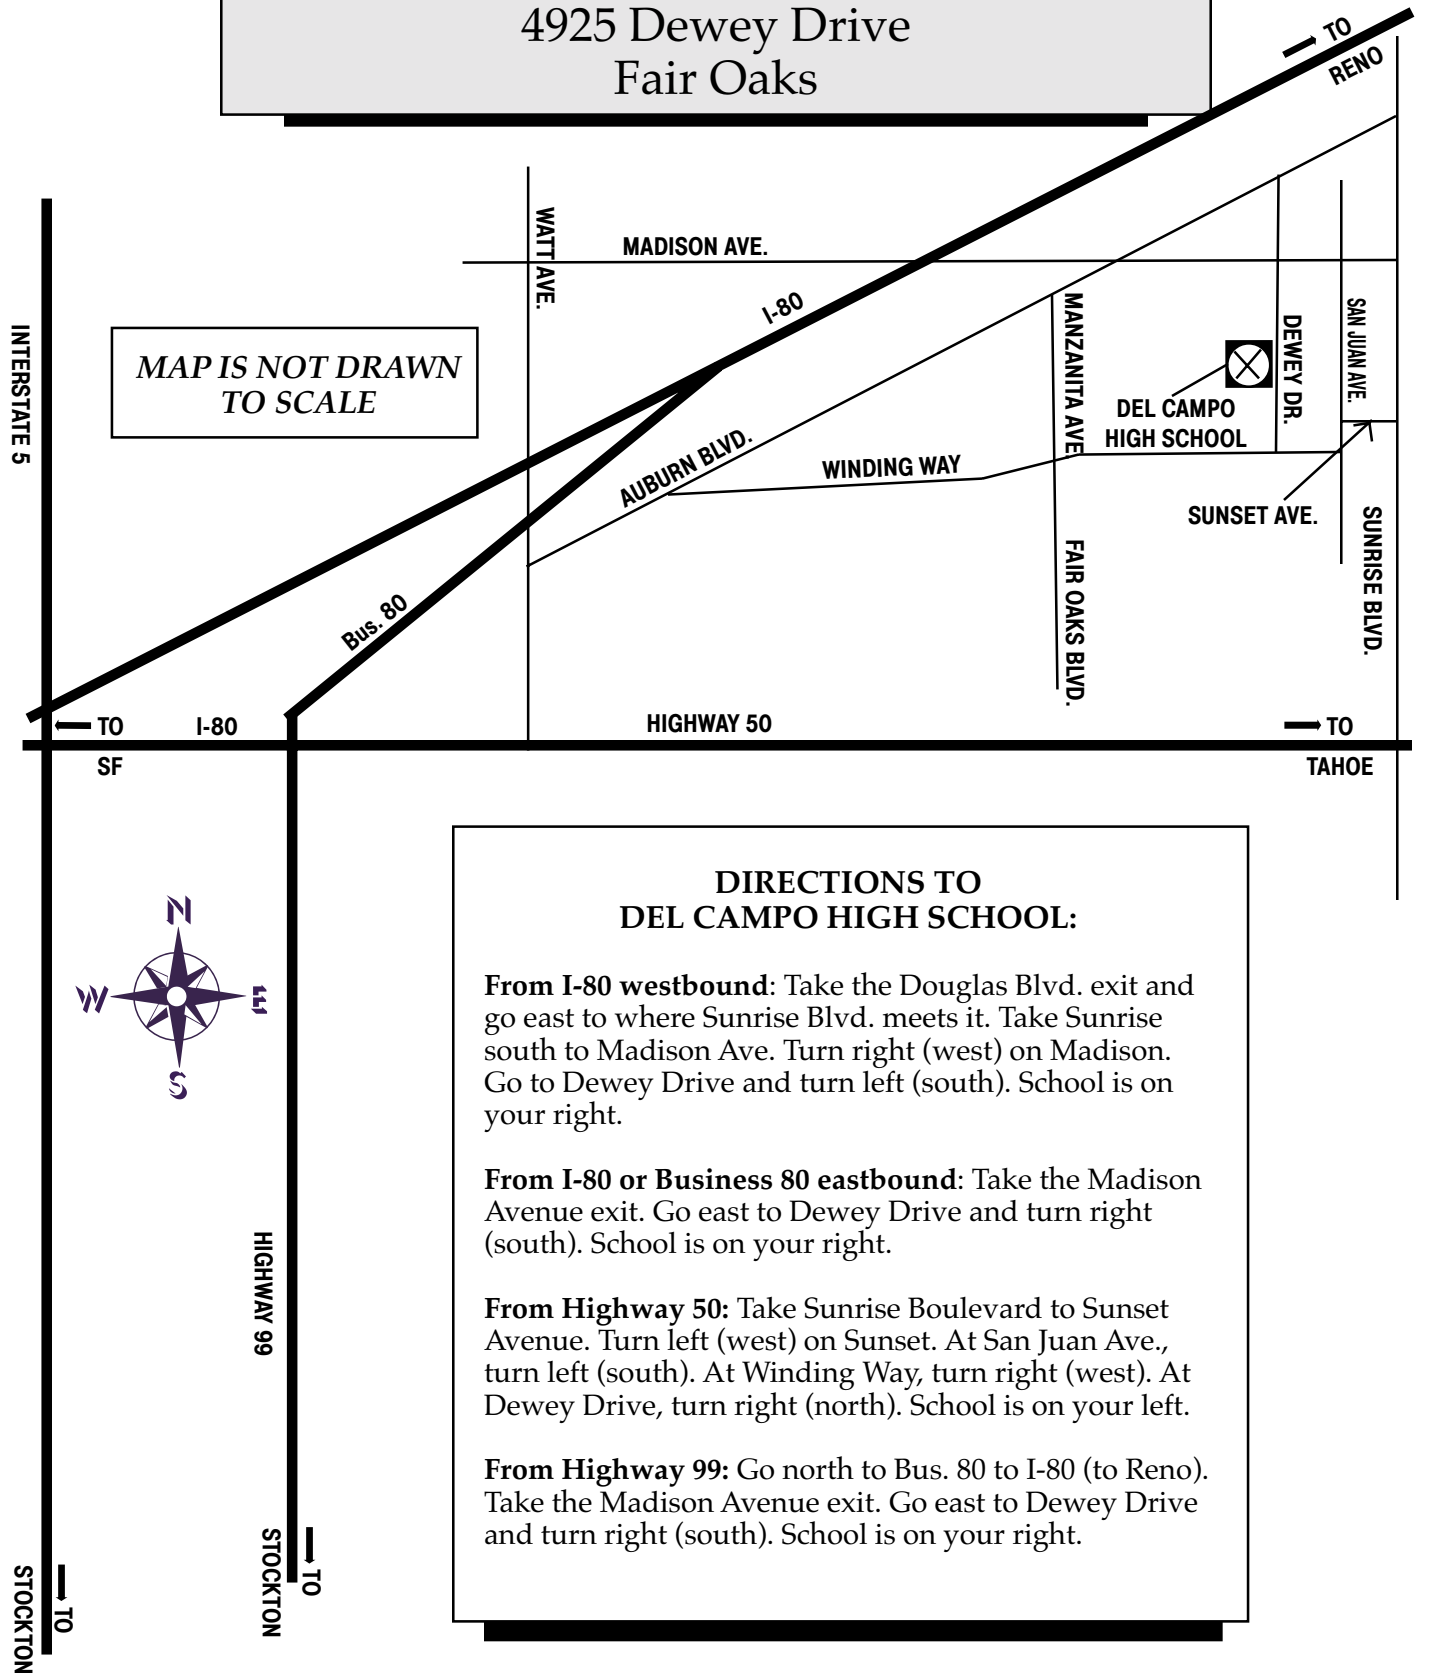 4925 Dewey Drive
Fair Oaks
TO
RENO
WATT AVE.
MADISON AVE.
I-80
INTERSTATE 5
MAP IS NOT DRAWN
TO SCALE
MANZANITA AVE.
DEWEY DR.
SAN JUAN AVE.
DEL CAMPO
HIGH SCHOOL
AUBURN BLVD.
WINDING WAY
SUNSET AVE.
SUNRISE BLVD.
FAIR OAKS BLVD.
Bus. 80
TO
SF
I-80
HIGHWAY 50
TO
TAHOE
N
W
E
S
DIRECTIONS TO
DEL CAMPO HIGH SCHOOL:
From I-80 westbound: Take the Douglas Blvd. exit and
go east to where Sunrise Blvd. meets it. Take Sunrise
south to Madison Ave. Turn right (west) on Madison.
Go to Dewey Drive and turn left (south). School is on
your right.
From I-80 or Business 80 eastbound: Take the Madison
Avenue exit. Go east to Dewey Drive and turn right
(south). School is on your right.
From Highway 50: Take Sunrise Boulevard to Sunset
Avenue. Turn left (west) on Sunset. At San Juan Ave.,
turn left (south). At Winding Way, turn right (west). At
Dewey Drive, turn right (north). School is on your left.
From Highway 99: Go north to Bus. 80 to I-80 (to Reno).
Take the Madison Avenue exit. Go east to Dewey Drive
and turn right (south). School is on your right.
HIGHWAY 99
TO
STOCKTON
TO
STOCKTON